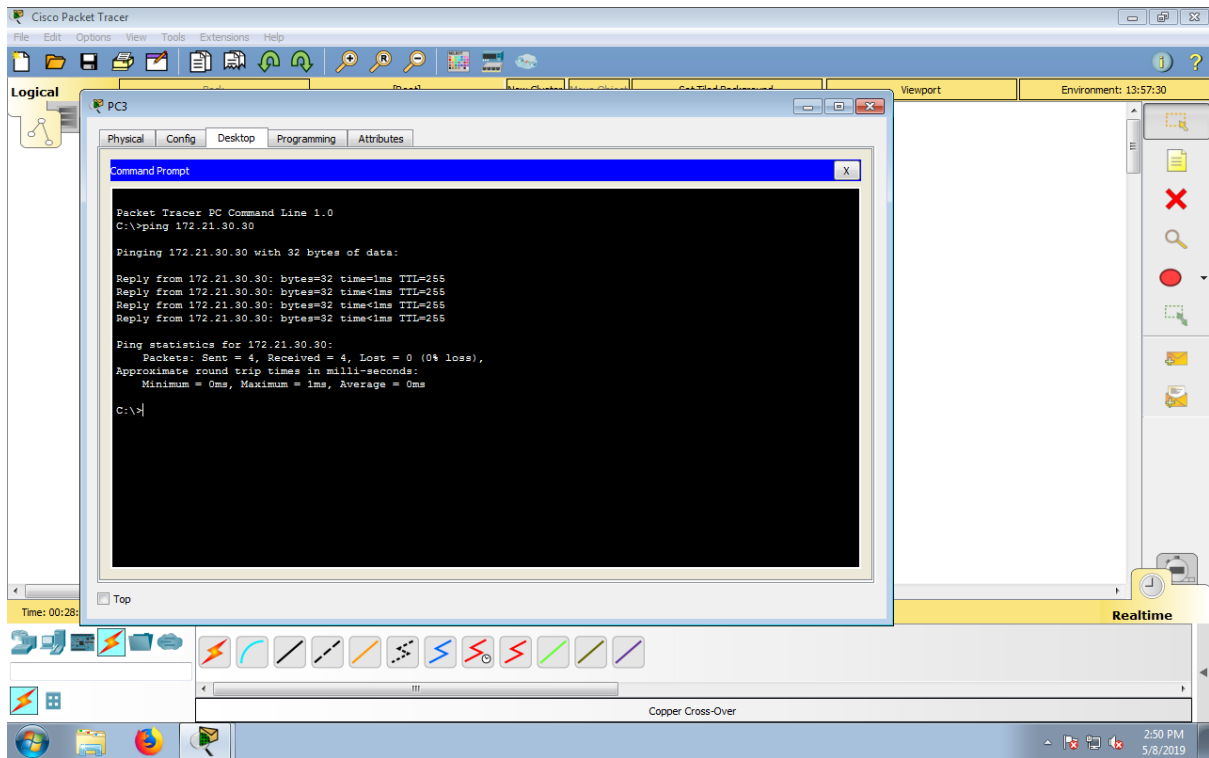 Cisco Packet Tracer
File Edit Options View Tools Extensions Help
Logical
Viewport
Environment: 13:57:30
PC3
Physical Config Desktop Programming Attributes
Command Prompt
X
Packet Tracer PC Command Line 1.0
C:\>ping 172.21.30.30
Pinging 172.21.30.30 with 32 bytes of data:
Reply from 172.21.30.30: bytes=32 time=1ms TTL=255
Reply from 172.21.30.30: bytes=32 time<1ms TTL=255
Reply from 172.21.30.30: bytes=32 time<1ms TTL=255
Reply from 172.21.30.30: bytes=32 time<1ms TTL=255
Ping statistics for 172.21.30.30:
Packets: Sent = 4, Received = 4, Lost = 0 (0% loss),
Approximate round trip times in milli-seconds:
Minimum = 0ms, Maximum = 1ms, Average = 0ms
C:\>
Top
Time: 00:28:
Realtime
Copper Cross-Over
2:50 PM
5/8/2019